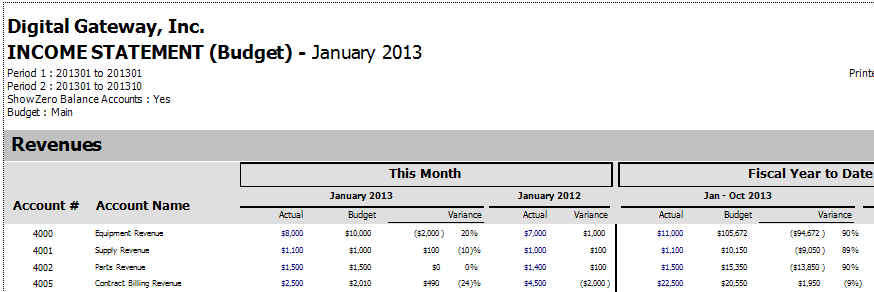 Digital Gateway, Inc.
INCOME STATEMENT (Budget) - January 2013
Period 1 : 201301 to 201301
Printe
Period 2 : 201301 to 201310
ShowZero Balance Accounts : Yes
Budget : Main
Revenues
This Month Fiscal Year to Date
January 2013 January 2012 Jan - Oct 2013
Account # Account Name
Actual Budget Variance Actual Variance Actual Budget Variance
4000 Equipment Revenue $8,000 $10,000 ($2,000 ) 20% $7,000 $1,000 $11,000 $105,672 ($94,672 ) 90%
4001 Supply Revenue $1,100 $1,000 $100 (10)% $1,000 $100 $1,100 $10,150 ($9,050 ) 89%
4002 Parts Revenue $1,500 $1,500 $0 0% $1,400 $100 $1,500 $15,350 ($13,850 ) 90%
4005 Contract Billing Revenue $2,500 $2,010 $490 (24)% $4,500 ($2,000 ) $22,500 $20,550 $1,950 (9%)